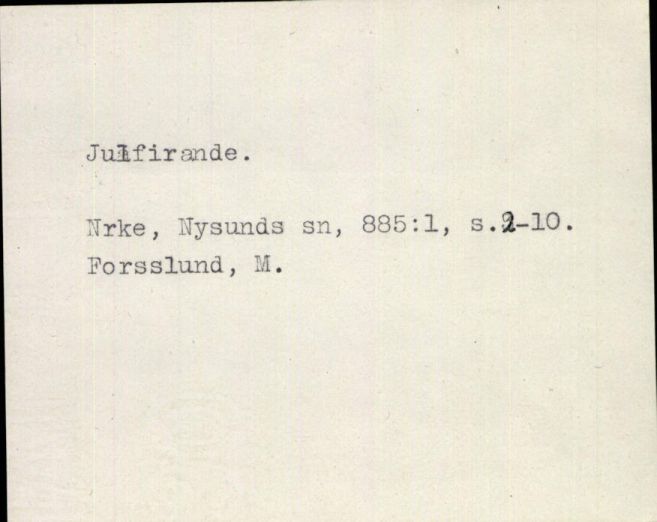 Julfirande.
Nrke, Nysunds sn, 885:1, s.2-10.
Forsslund, M.